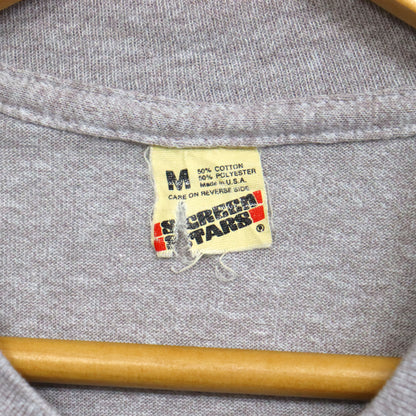 M
50% COTTON
50% POLYESTER
Made in U.S.A.
CARE ON REVERSE SIDE
SCREEN
STARS
®